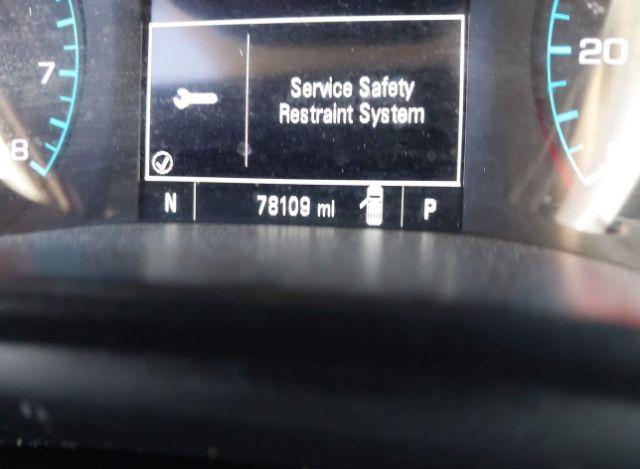 7
8
Service Safety
Restraint System
20
N 78109 mi P